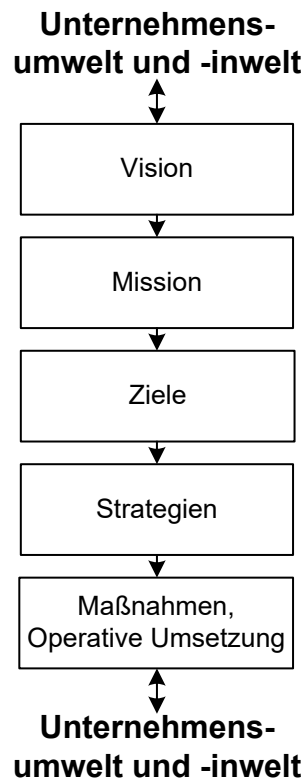 Unternehmens-
umwelt und -inwelt
Vision
Mission
Ziele
Strategien
Maßnahmen,
Operative Umsetzung
Unternehmens-
umwelt und -inwelt